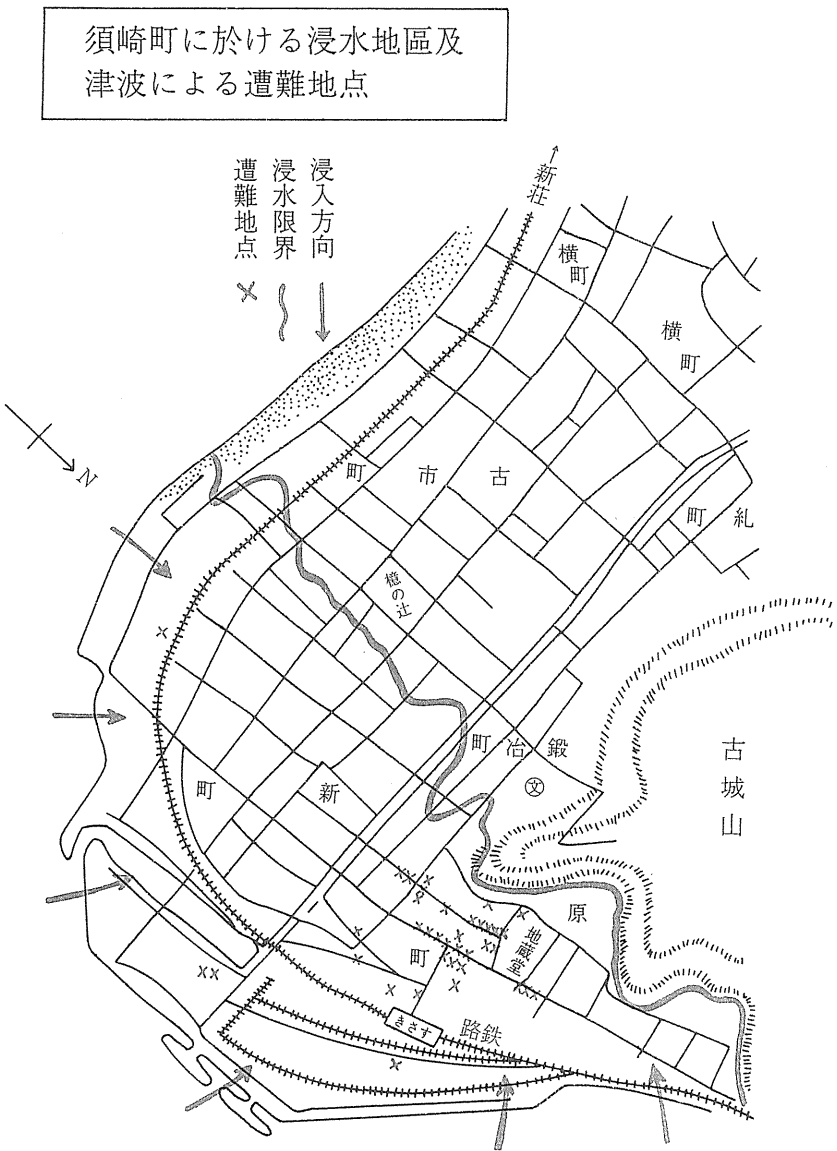 須崎町に於ける浸水地區及
津波による遭難地点
浸入方向
浸水限界
遭難地点
→新荘
横町
横町
N
古市町
札町
檍の辻
鍛冶町
文
古城山
新町
原
地蔵堂
町
すさき
鉄路